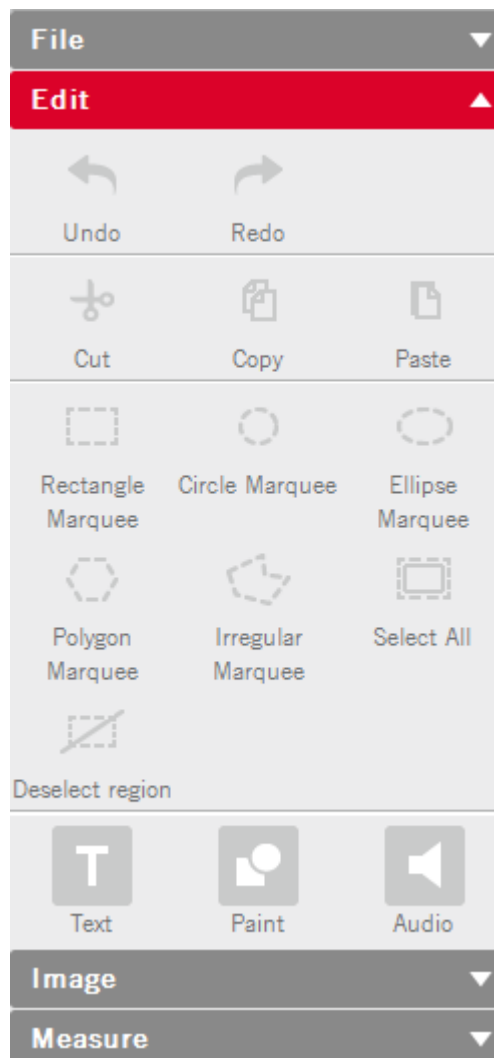 File
Edit
Undo Redo
Cut Copy Paste
Rectangle Marquee Circle Marquee Ellipse Marquee
Polygon Marquee Irregular Marquee Select All
Deselect region
T
Text Paint Audio
Image
Measure